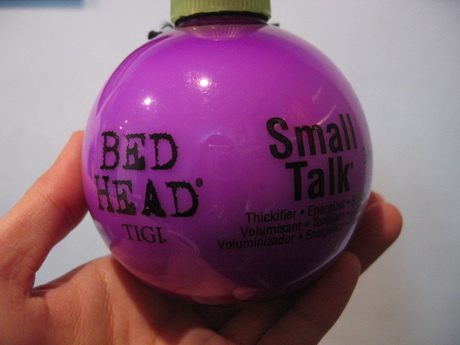 BED
HEAD®
TIGI
Small
Talk
Thickifier • Energizer •
Volumisant •
Voluminizador •